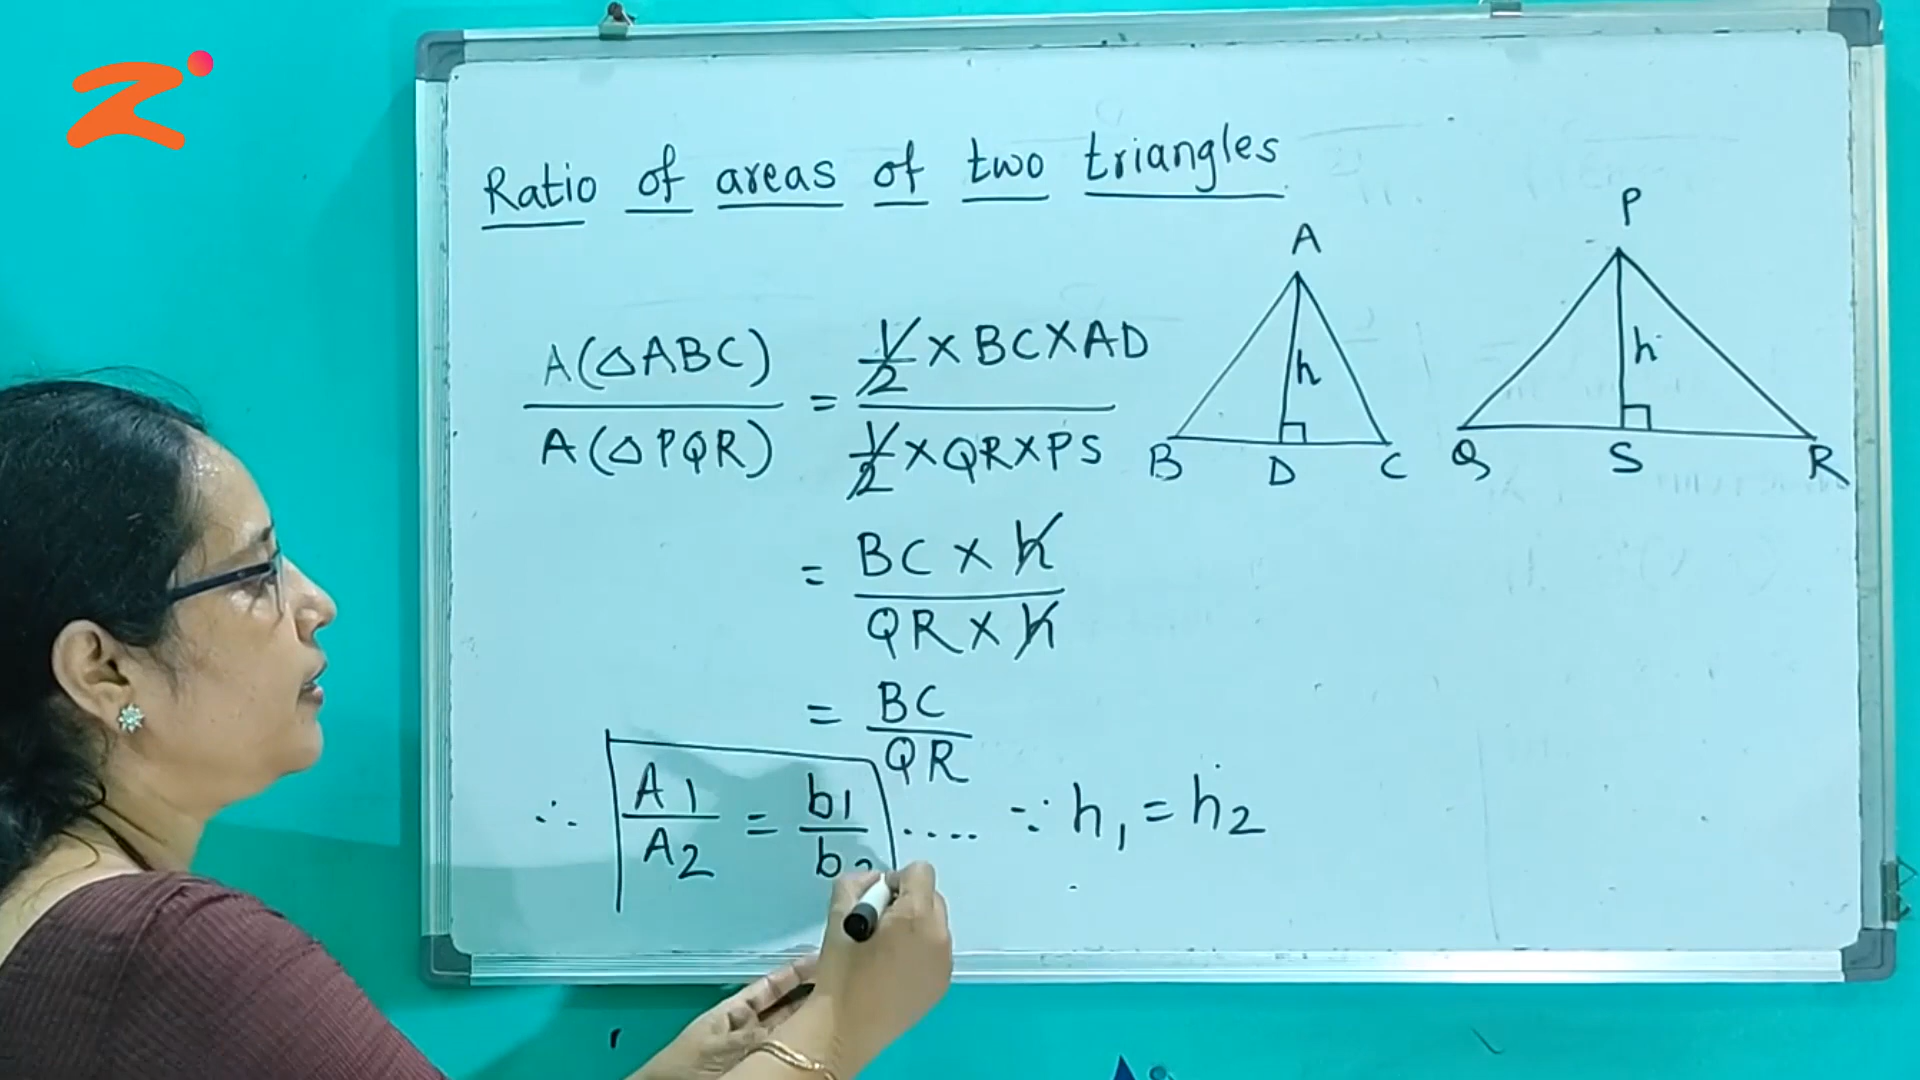 Ratio of areas of two triangles
A(△ABC) / A(△PQR) = 1/2 × BC × AD / 1/2 × QR × PS
= BC × h / QR × h
= BC / QR
∴ A1 / A2 = b1 / b2 .... ∵ h1 = h2
A
h
B D C
P
h
Q S R